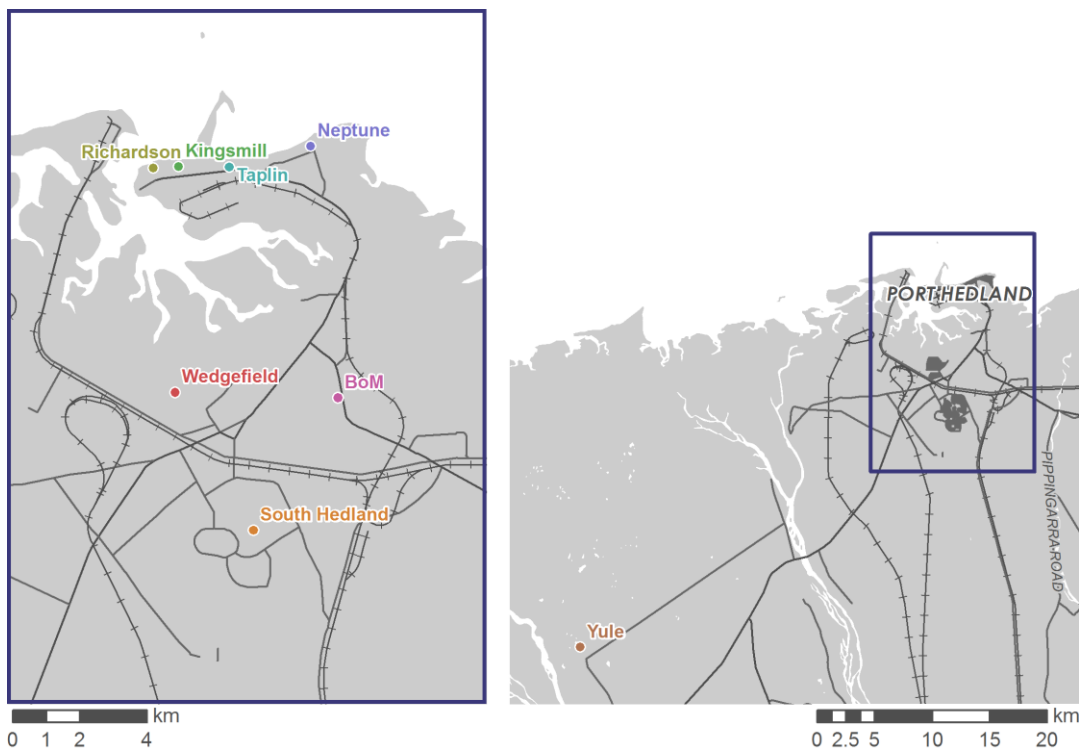 Neptune
Richardson
Kingsmill
Taplin
Wedgefield
BoM
South Hedland
km
0 1 2 4
PORT HEDLAND
PIPPINGARRA ROAD
Yule
km
0 2.5 5 10 15 20